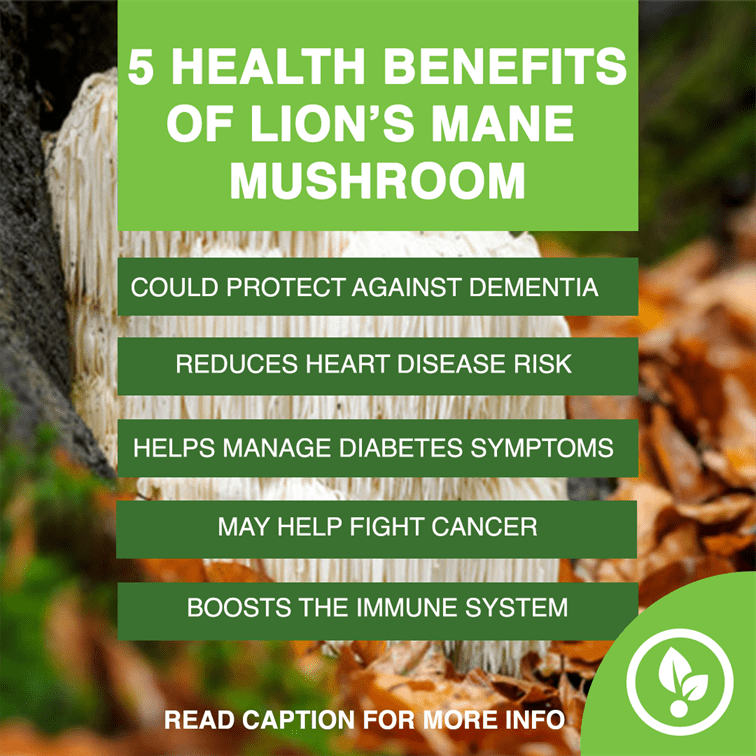 5 HEALTH BENEFITS
OF LION'S MANE
MUSHROOM
COULD PROTECT AGAINST DEMENTIA
REDUCES HEART DISEASE RISK
HELPS MANAGE DIABETES SYMPTOMS
MAY HELP FIGHT CANCER
BOOSTS THE IMMUNE SYSTEM
READ CAPTION FOR MORE INFO